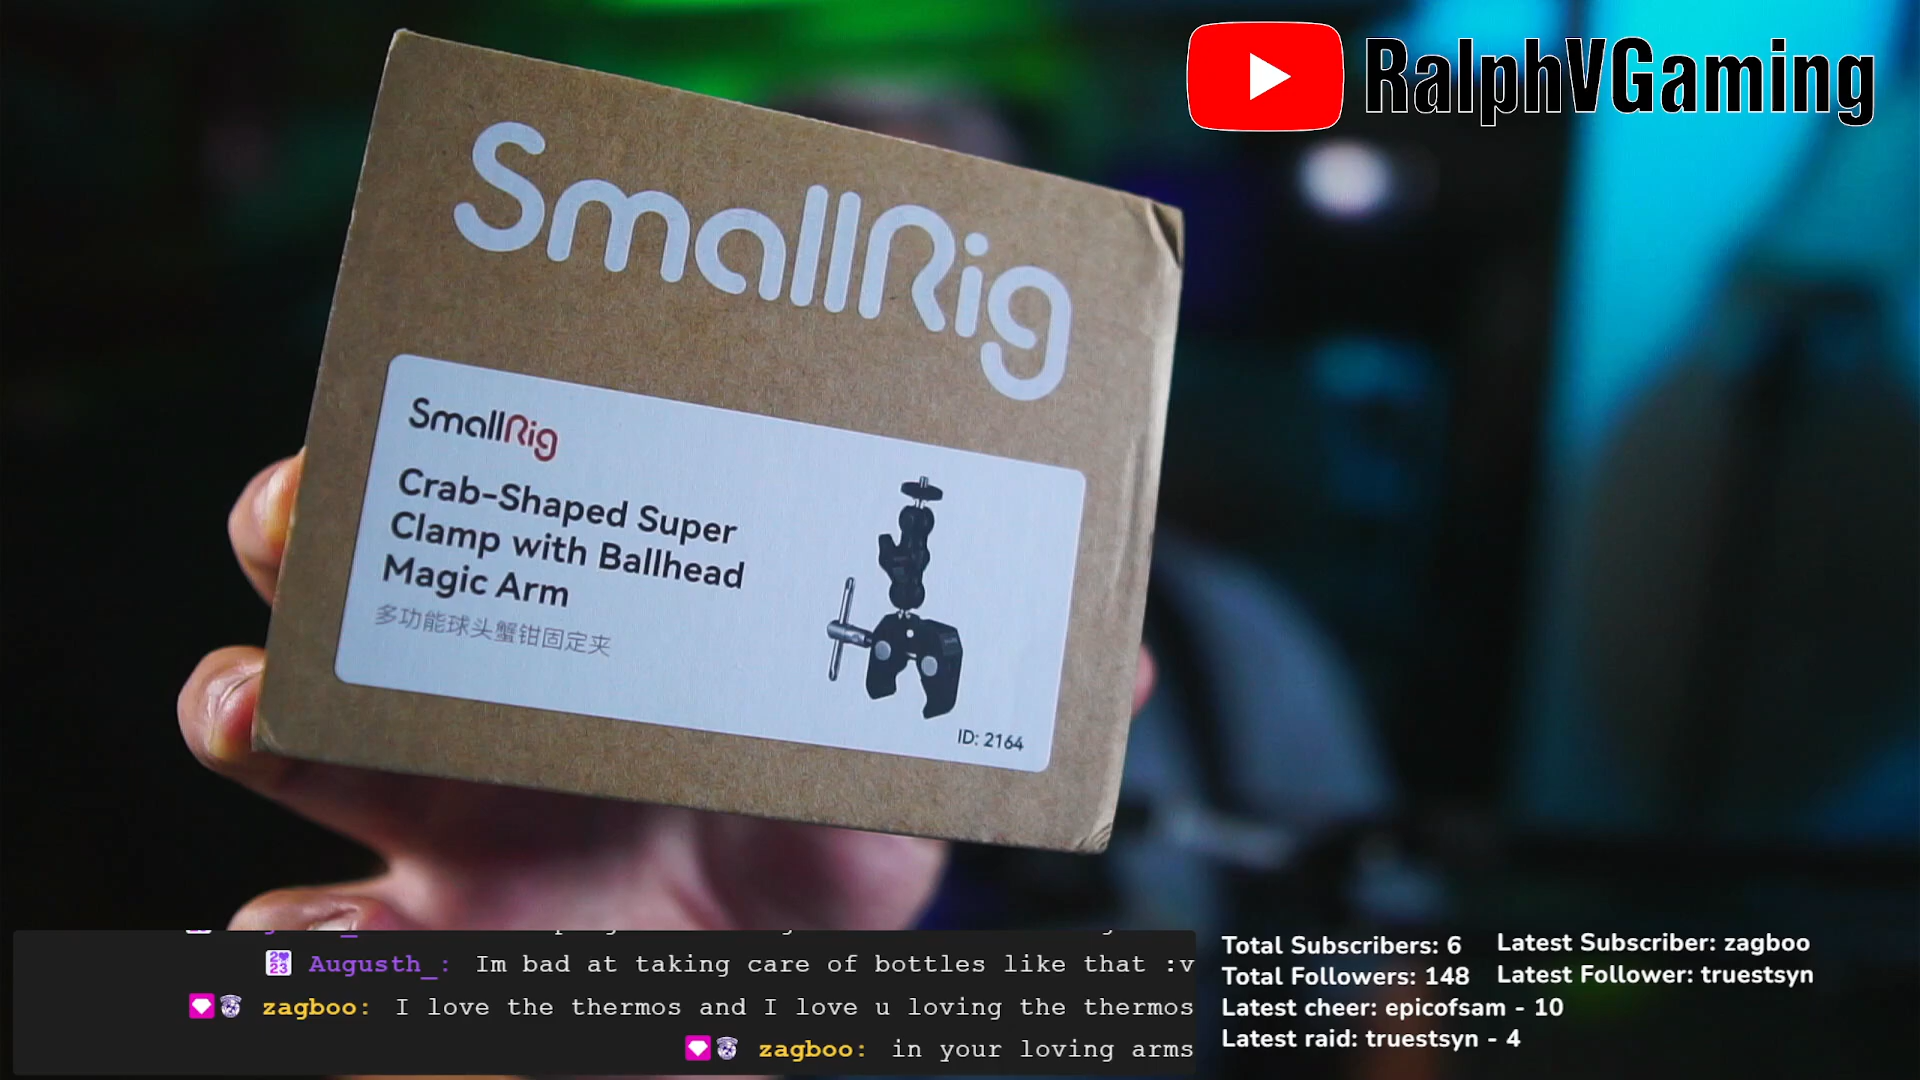 RalphVGaming
SmallRig
SmallRig
Crab-Shaped Super
Clamp with Ballhead
Magic Arm
多功能球头蟹钳固定夹
ID: 2164
Augusth_: Im bad at taking care of bottles like that :v
zagboo: I love the thermos and I love u loving the thermos
zagboo: in your loving arms
Total Subscribers: 6
Latest Subscriber: zagboo
Total Followers: 148
Latest Follower: truestsyn
Latest cheer: epicofsam - 10
Latest raid: truestsyn - 4